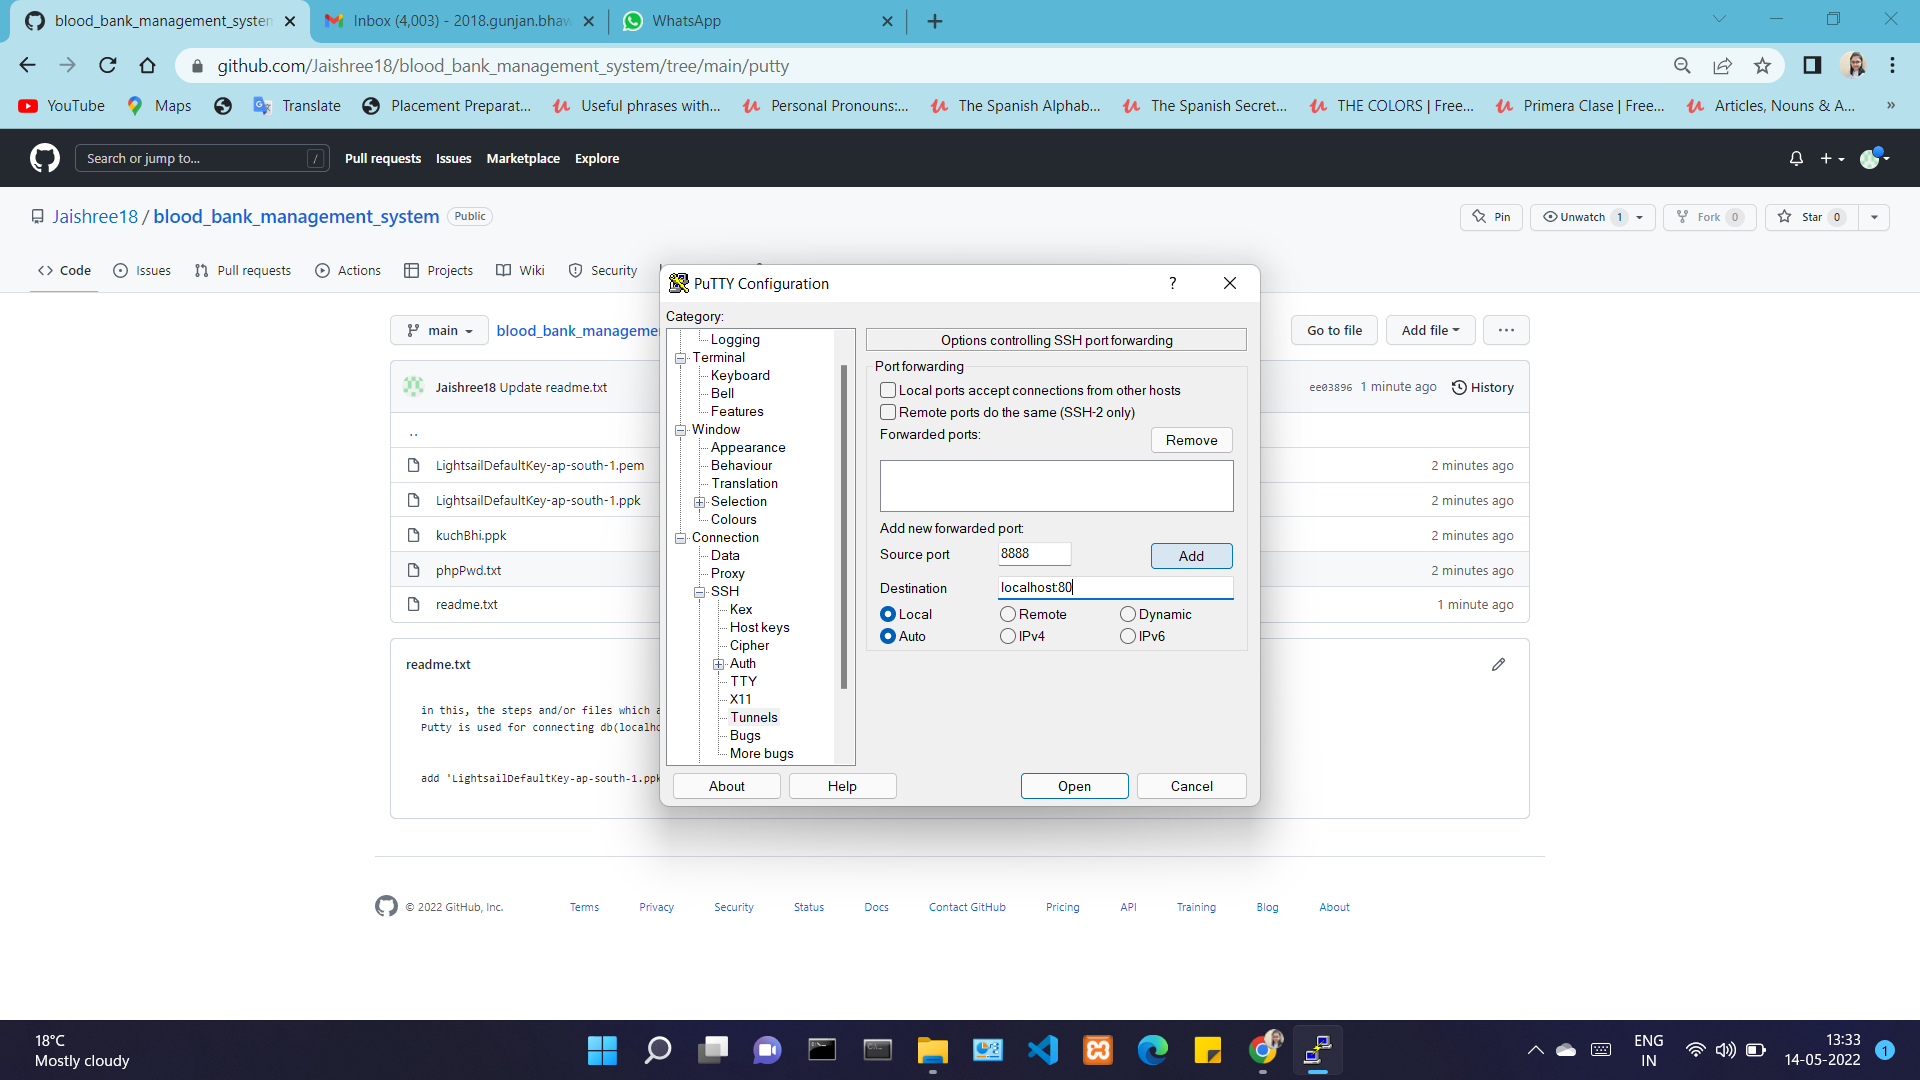 blood_bank_management_system
Inbox (4,003) - 2018.gunjan.bhaw
WhatsApp
github.com/Jaishree18/blood_bank_management_system/tree/main/putty
YouTube
Maps
Translate
Placement Preparat...
Useful phrases with...
Personal Pronouns:...
The Spanish Alphab...
The Spanish Secret...
THE COLORS | Free...
Primera Clase | Free...
Articles, Nouns & A...
»
Search or jump to...
/
Pull requests
Issues
Marketplace
Explore
Jaishree18 / blood_bank_management_system
Public
Pin
Unwatch 1
Fork 0
Star 0
Code
Issues
Pull requests
Actions
Projects
Wiki
Security
main
blood_bank_manageme
Go to file
Add file
...
Jaishree18 Update readme.txt
ee03896 1 minute ago
History
..
LightsailDefaultKey-ap-south-1.pem
2 minutes ago
LightsailDefaultKey-ap-south-1.ppk
2 minutes ago
kuchBhi.ppk
2 minutes ago
phpPwd.txt
2 minutes ago
readme.txt
1 minute ago
readme.txt
in this, the steps and/or files which a
Putty is used for connecting db(localho
add 'LightsailDefaultKey-ap-south-1.ppk
PuTTY Configuration
?
Category:
Logging
Terminal
Keyboard
Bell
Features
Window
Appearance
Behaviour
Translation
Selection
Colours
Connection
Data
Proxy
SSH
Kex
Host keys
Cipher
Auth
TTY
X11
Tunnels
Bugs
More bugs
Options controlling SSH port forwarding
Port forwarding
Local ports accept connections from other hosts
Remote ports do the same (SSH-2 only)
Forwarded ports:
Remove
Add new forwarded port:
Source port
8888
Add
Destination
localhost:80
Local
Remote
Dynamic
Auto
IPv4
IPv6
About
Help
Open
Cancel
© 2022 GitHub, Inc.
Terms
Privacy
Security
Status
Docs
Contact GitHub
Pricing
API
Training
Blog
About
18°C
Mostly cloudy
ENG
IN
13:33
14-05-2022
1